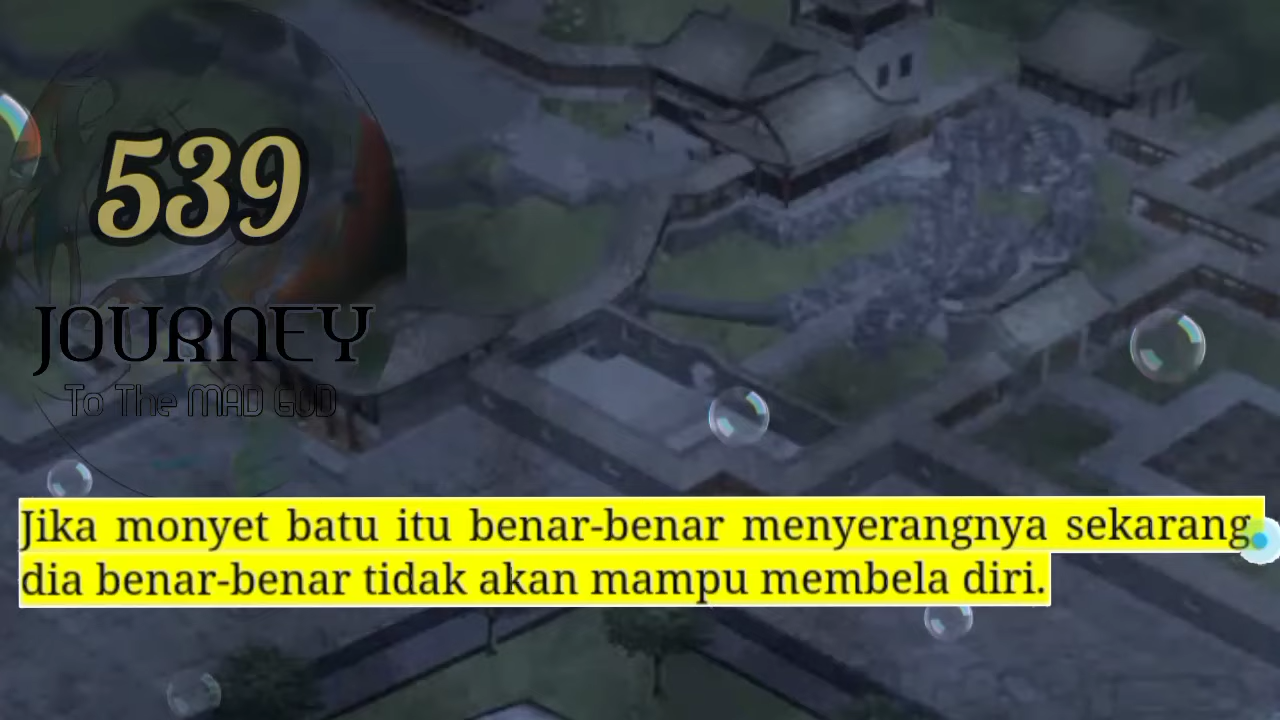 539
JOURNEY
To The MAD GOD
Jika monyet batu itu benar-benar menyerangnya sekarang
dia benar-benar tidak akan mampu membela diri.